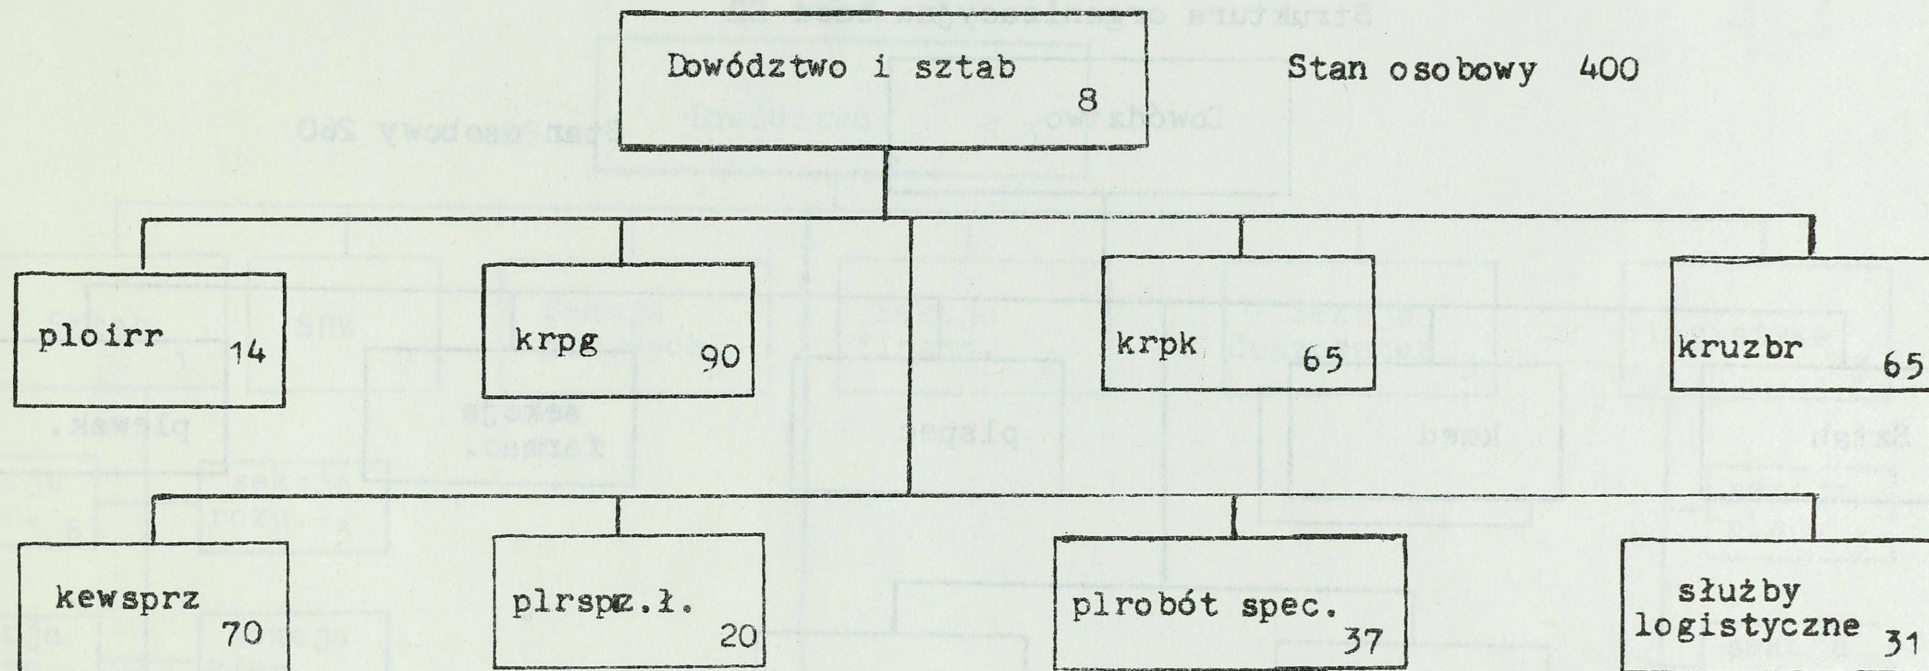 Dowództwo i sztab
8
Stan osobowy 400
ploirr 14
krpg 90
krpk 65
kruzbr 65
kewsprz
70
plrspz.ł.
20
plrobót spec.
37
służby
logistyczne 31